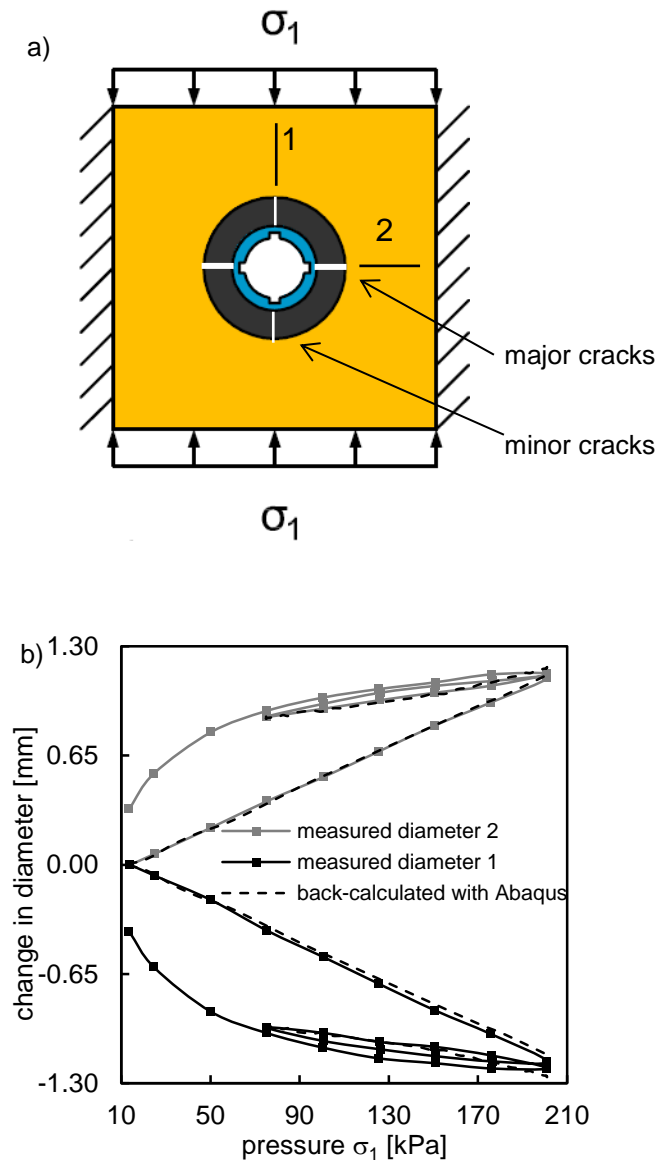 a)
σ1
1
2
major cracks
minor cracks
σ1
b)
1.30
0.65
0.00
-0.65
-1.30
change in diameter [mm]
measured diameter 2
measured diameter 1
back-calculated with Abaqus
10 50 90 130 170 210
pressure σ1 [kPa]